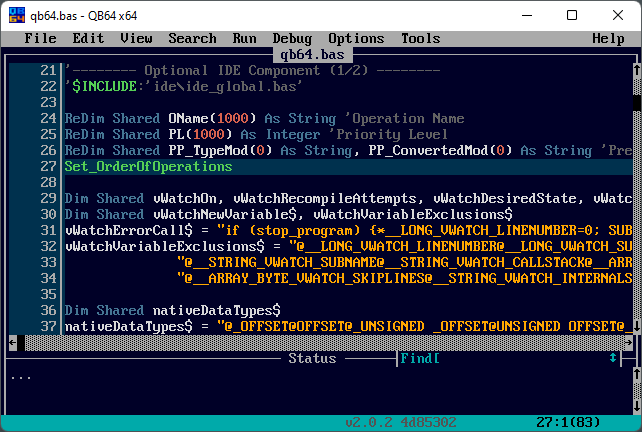 qb64.bas - QB64 x64
File Edit View Search Run Debug Options Tools Help
qb64.bas
21 '-------- Optional IDE Component (1/2) --------
22 '$INCLUDE:'ide\ide_global.bas'
23
24 ReDim Shared OName(1000) As String 'Operation Name
25 ReDim Shared PL(1000) As Integer 'Priority Level
26 ReDim Shared PP_TypeMod(0) As String, PP_ConvertedMod(0) As String 'Pre
27 Set_OrderOfOperations
28
29 Dim Shared vWatchOn, vWatchRecompileAttempts, vWatchDesiredState, vWatc
30 Dim Shared vWatchNewVariable$, vWatchVariableExclusions$
31 vWatchErrorCall$ = "if (stop_program) {*__LONG_VWATCH_LINENUMBER=0; SUB
32 vWatchVariableExclusions$ = "@__LONG_VWATCH_LINENUMBER@__LONG_VWATCH_SU
33 "@__STRING_VWATCH_SUBNAME@__STRING_VWATCH_CALLSTACK@__ARR
34 "@__ARRAY_BYTE_VWATCH_SKIPLINES@__STRING_VWATCH_INTERNALS
35
36 Dim Shared nativeDataTypes$
37 nativeDataTypes$ = "@_OFFSET@OFFSET@_UNSIGNED _OFFSET@UNSIGNED OFFSET@_
Status Find[
...
v2.0.2 4d85302 27:1(83)